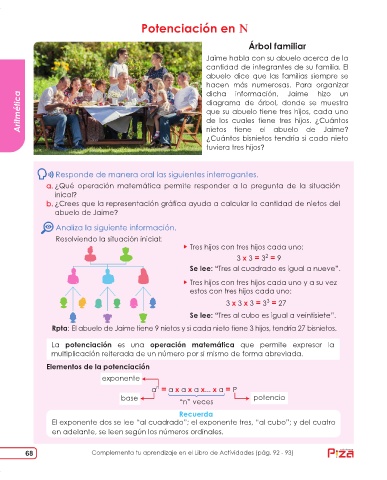 Potenciación en N
Árbol familiar
Jaime habla con su abuelo acerca de la
cantidad de integrantes de su familia. El
abuelo dice que las familias siempre se
hacen más numerosas. Para organizar
dicha información, Jaime hizo un
diagrama de árbol, donde se muestra
que su abuelo tiene tres hijos, cada uno
de los cuales tiene tres hijos. ¿Cuántos
nietos tiene el abuelo de Jaime?
¿Cuántos bisnietos tendría si cada nieto
tuviera tres hijos?
Aritmética
Responde de manera oral las siguientes interrogantes.
a. ¿Qué operación matemática permite responder a la pregunta de la situación
inicial?
b. ¿Crees que la representación gráfica ayuda a calcular la cantidad de nietos del
abuelo de Jaime?
Analiza la siguiente información.
Resolviendo la situación inicial:
Tres hijos con tres hijos cada uno:
3 x 3 = 3² = 9
Se lee: “Tres al cuadrado es igual a nueve”.
Tres hijos con tres hijos cada uno y a su vez
estos con tres hijos cada uno:
3 x 3 x 3 = 3³ = 27
Se lee: “Tres al cubo es igual a veintisiete”.
Rpta: El abuelo de Jaime tiene 9 nietos y si cada nieto tiene 3 hijos, tendría 27 bisnietos.
La potenciación es una operación matemática que permite expresar la
multiplicación reiterada de un número por sí mismo de forma abreviada.
Elementos de la potenciación
exponente
aⁿ = a x a x a x... x a = P
base
“n” veces
potencia
Recuerda
El exponente dos se lee “al cuadrado”; el exponente tres, “al cubo”; y del cuatro
en adelante, se leen según los números ordinales.
68
Complementa tu aprendizaje en el Libro de Actividades (pág. 92 - 93)
Piza